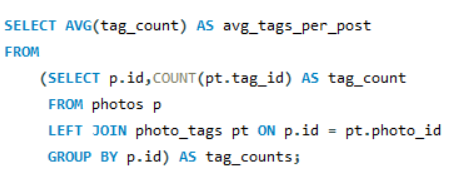 SELECT AVG(tag_count) AS avg_tags_per_post
FROM
(SELECT p.id,COUNT(pt.tag_id) AS tag_count
FROM photos p
LEFT JOIN photo_tags pt ON p.id = pt.photo_id
GROUP BY p.id) AS tag_counts;